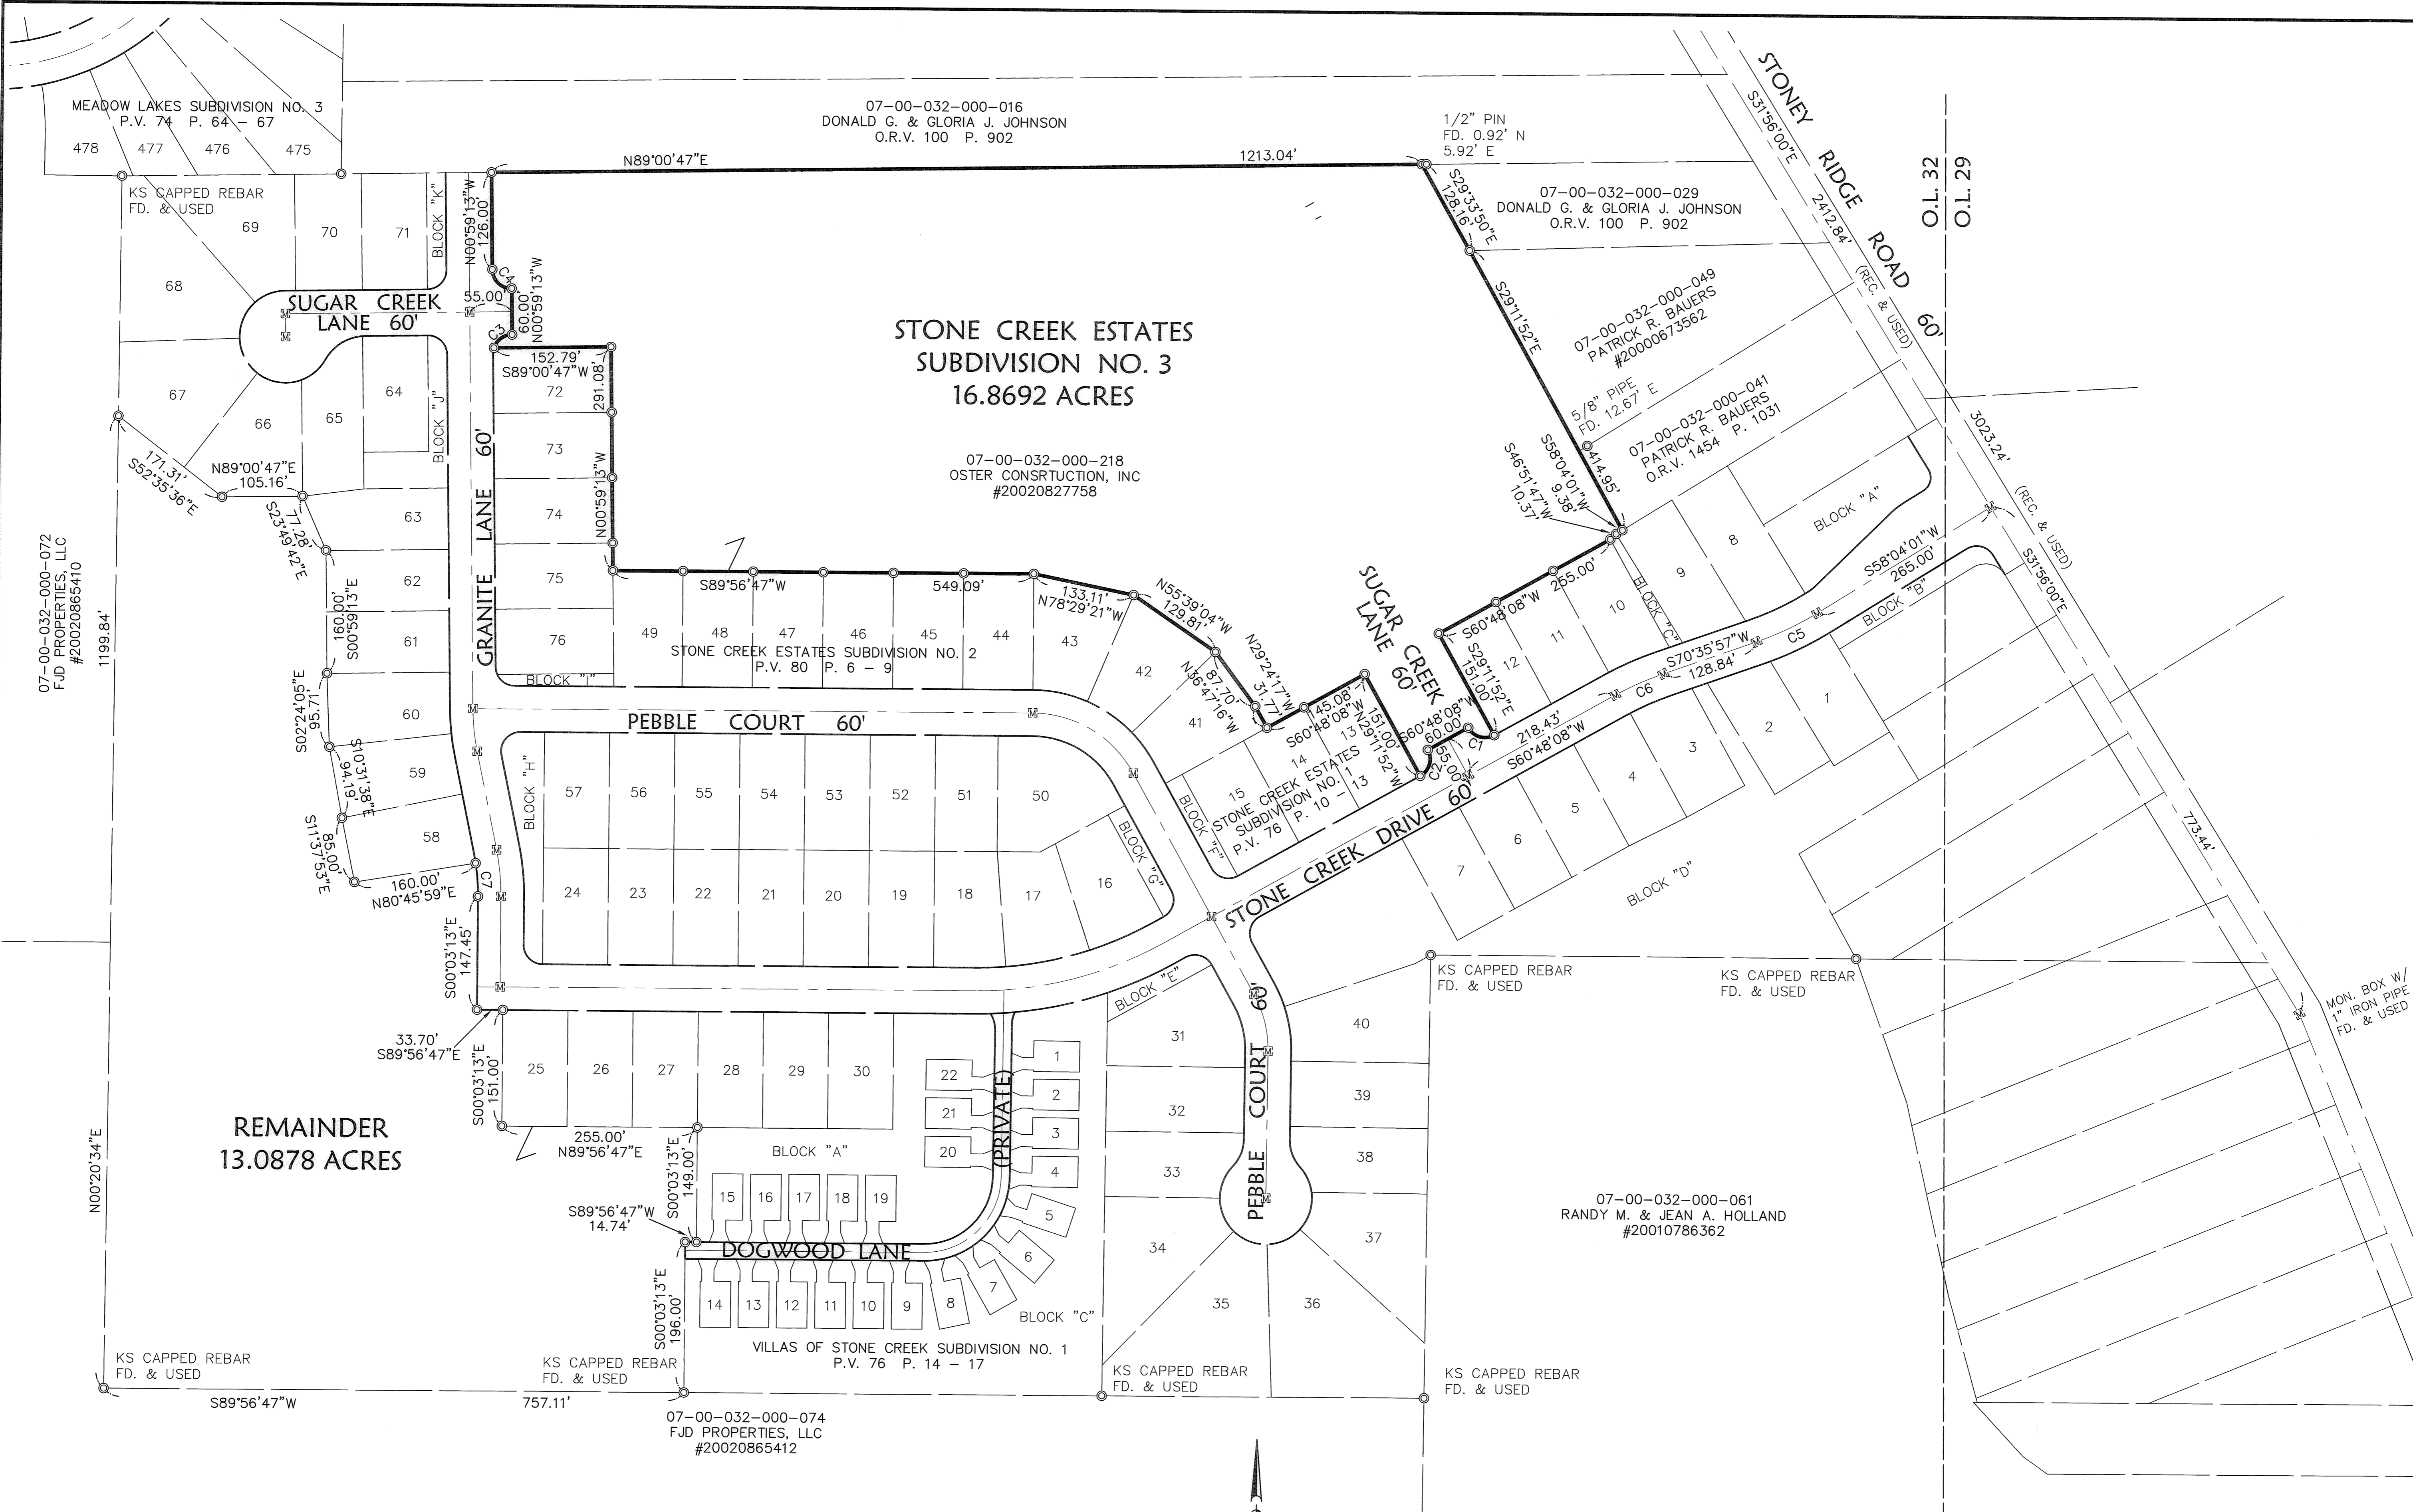 MEADOW LAKES SUBDIVISION NO. 3
P.V. 74 P. 64 – 67
478
477
476
475
KS CAPPED REBAR
FD. & USED
69
70
71
BLOCK "K"
68
67
66
65
64
BLOCK "J"
SUGAR CREEK
LANE 60'
07-00-032-000-016
DONALD G. & GLORIA J. JOHNSON
O.R.V. 100 P. 902
N89°00'47"E
1213.04'
1/2" PIN
FD. 0.92' N
5.92' E
N00°59'13"W
126.00'
C4
55.00'
60.00'
N00°59'13"W
C3
152.79'
S89°00'47"W
291.08'
N00°59'13"W
STONE CREEK ESTATES
SUBDIVISION NO. 3
16.8692 ACRES
07-00-032-000-218
OSTER CONSRTUCTION, INC
#20020827758
S29°33'50"E
128.16'
07-00-032-000-029
DONALD G. & GLORIA J. JOHNSON
O.R.V. 100 P. 902
S29°11'52"E
414.95'
07-00-032-000-049
PATRICK R. BAUERS
#20000673562
5/8" PIPE
FD. 12.67' E
07-00-032-000-041
PATRICK R. BAUERS
O.R.V. 1454 P. 1031
S58°04'01"W
9.38'
S46°51'47"W
10.37'
STONEY RIDGE ROAD 60'
S31°56'00"E
2412.84'
(REC. & USED)
O.L. 32
O.L. 29
3023.24'
(REC. & USED)
S31°56'00"E
773.44'
MON. BOX W/
1" IRON PIPE
FD. & USED
171.31'
S52°35'36"E
N89°00'47"E
105.16'
77.28'
S23°49'42"E
63
62
61
60
59
58
160.00'
S00°59'13"E
S02°24'05"E
95.71'
S10°31'38"E
94.19'
S11°37'53"E
85.00'
160.00'
N80°45'59"E
C7
S00°03'13"E
147.45'
33.70'
S89°56'47"E
07-00-032-000-072
FJD PROPERTIES, LLC
#20020865410
1199.84'
N00°20'34"E
GRANITE LANE 60'
72
73
74
75
76
BLOCK "I"
S89°56'47"W
549.09'
49
48
47
46
45
44
43
42
41
STONE CREEK ESTATES SUBDIVISION NO. 2
P.V. 80 P. 6 – 9
133.11'
N78°29'21"W
N55°39'04"W
129.81'
87.70'
N36°47'16"W
N29°24'17"W
31.77'
145.08'
S60°48'08"W
151.00'
N29°11'52"W
S60°48'08"W
60.00'
C2
55.00'
C1
SUGAR CREEK
LANE 60'
S29°11'52"E
151.00'
S60°48'08"W
255.00'
BLOCK "C"
12
11
10
9
8
BLOCK "A"
S58°04'01"W
265.00'
BLOCK "B"
C5
S70°35'57"W
128.84'
C6
218.43'
S60°48'08"W
1
2
3
4
5
6
7
BLOCK "D"
13
14
15
STONE CREEK ESTATES
SUBDIVISION NO. 1
P.V. 76 P. 10 – 13
BLOCK "F"
STONE CREEK DRIVE 60'
PEBBLE COURT 60'
BLOCK "H"
57
56
55
54
53
52
51
50
BLOCK "G"
24
23
22
21
20
19
18
17
16
BLOCK "E"
PEBBLE COURT 60'
31
32
33
34
35
36
37
38
39
40
KS CAPPED REBAR
FD. & USED
KS CAPPED REBAR
FD. & USED
07-00-032-000-061
RANDY M. & JEAN A. HOLLAND
#20010786362
S00°03'13"E
151.00'
25
26
27
28
29
30
255.00'
N89°56'47"E
BLOCK "A"
S00°03'13"E
149.00'
S89°56'47"W
14.74'
S00°03'13"E
196.00'
(PRIVATE)
DOGWOOD LANE
22
21
20
1
2
3
4
5
6
7
8
9
10
11
12
13
14
15
16
17
18
19
BLOCK "C"
VILLAS OF STONE CREEK SUBDIVISION NO. 1
P.V. 76 P. 14 – 17
REMAINDER
13.0878 ACRES
KS CAPPED REBAR
FD. & USED
KS CAPPED REBAR
FD. & USED
KS CAPPED REBAR
FD. & USED
KS CAPPED REBAR
FD. & USED
S89°56'47"W
757.11'
07-00-032-000-074
FJD PROPERTIES, LLC
#20020865412